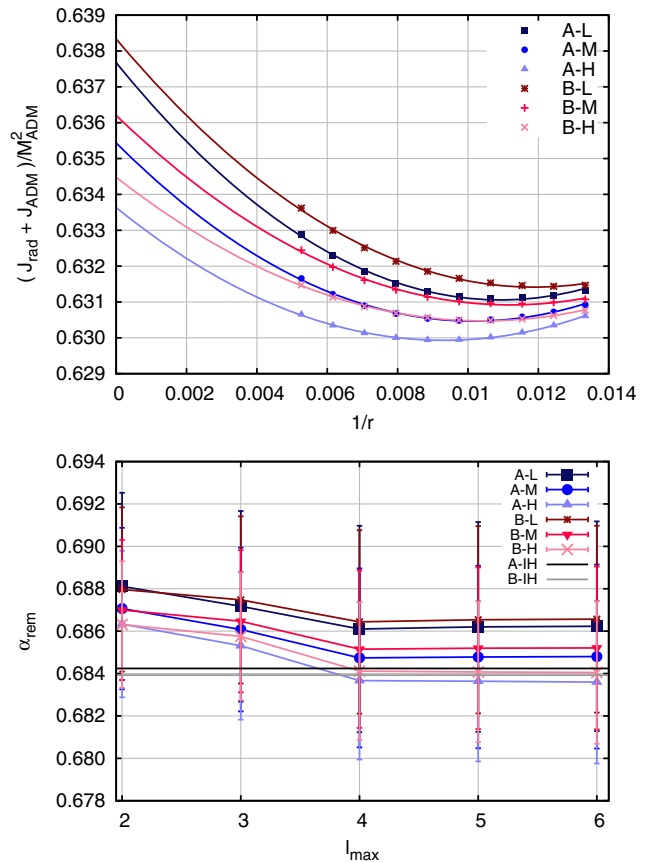 0.639
0.638
0.637
0.636
0.635
0.634
0.633
0.632
0.631
0.630
0.629
( J_rad + J_ADM )/M²_ADM
A-L
A-M
A-H
B-L
B-M
B-H
0 0.002 0.004 0.006 0.008 0.01 0.012 0.014
1/r
0.694
0.692
0.690
0.688
0.686
0.684
0.682
0.680
0.678
α_rem
A-L
A-M
A-H
B-L
B-M
B-H
A-IH
B-IH
2 3 4 5 6
l_max